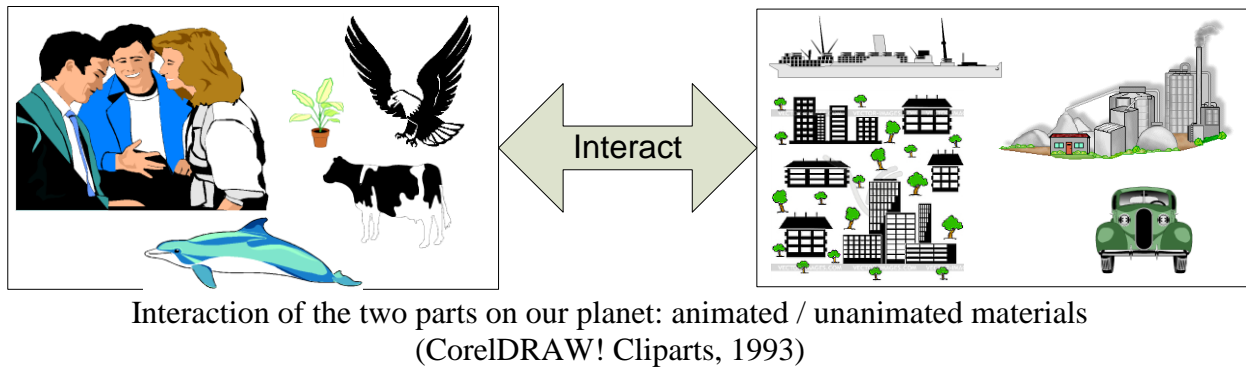 Interact
Interaction of the two parts on our planet: animated / unanimated materials
(CorelDRAW! Cliparts, 1993)